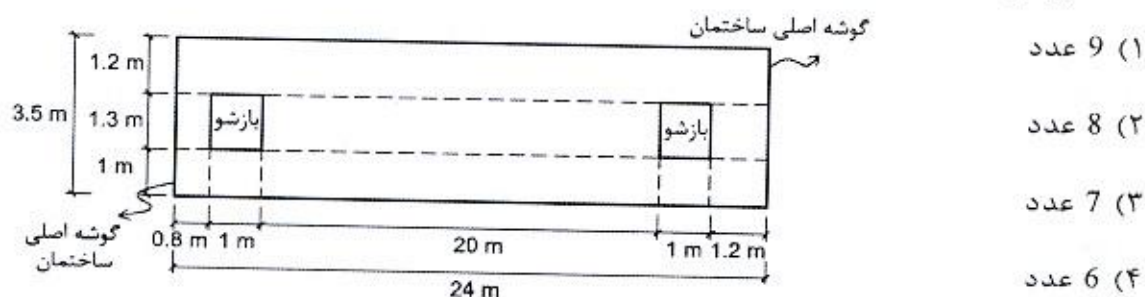 گوشه اصلی ساختمان
۱) 9 عدد
1.2 m
3.5 m
1.3 m
بازشو
بازشو
۲) 8 عدد
1 m
۳) 7 عدد
گوشه اصلی
ساختمان
0.8 m
1 m
20 m
1 m
1.2 m
24 m
۴) 6 عدد